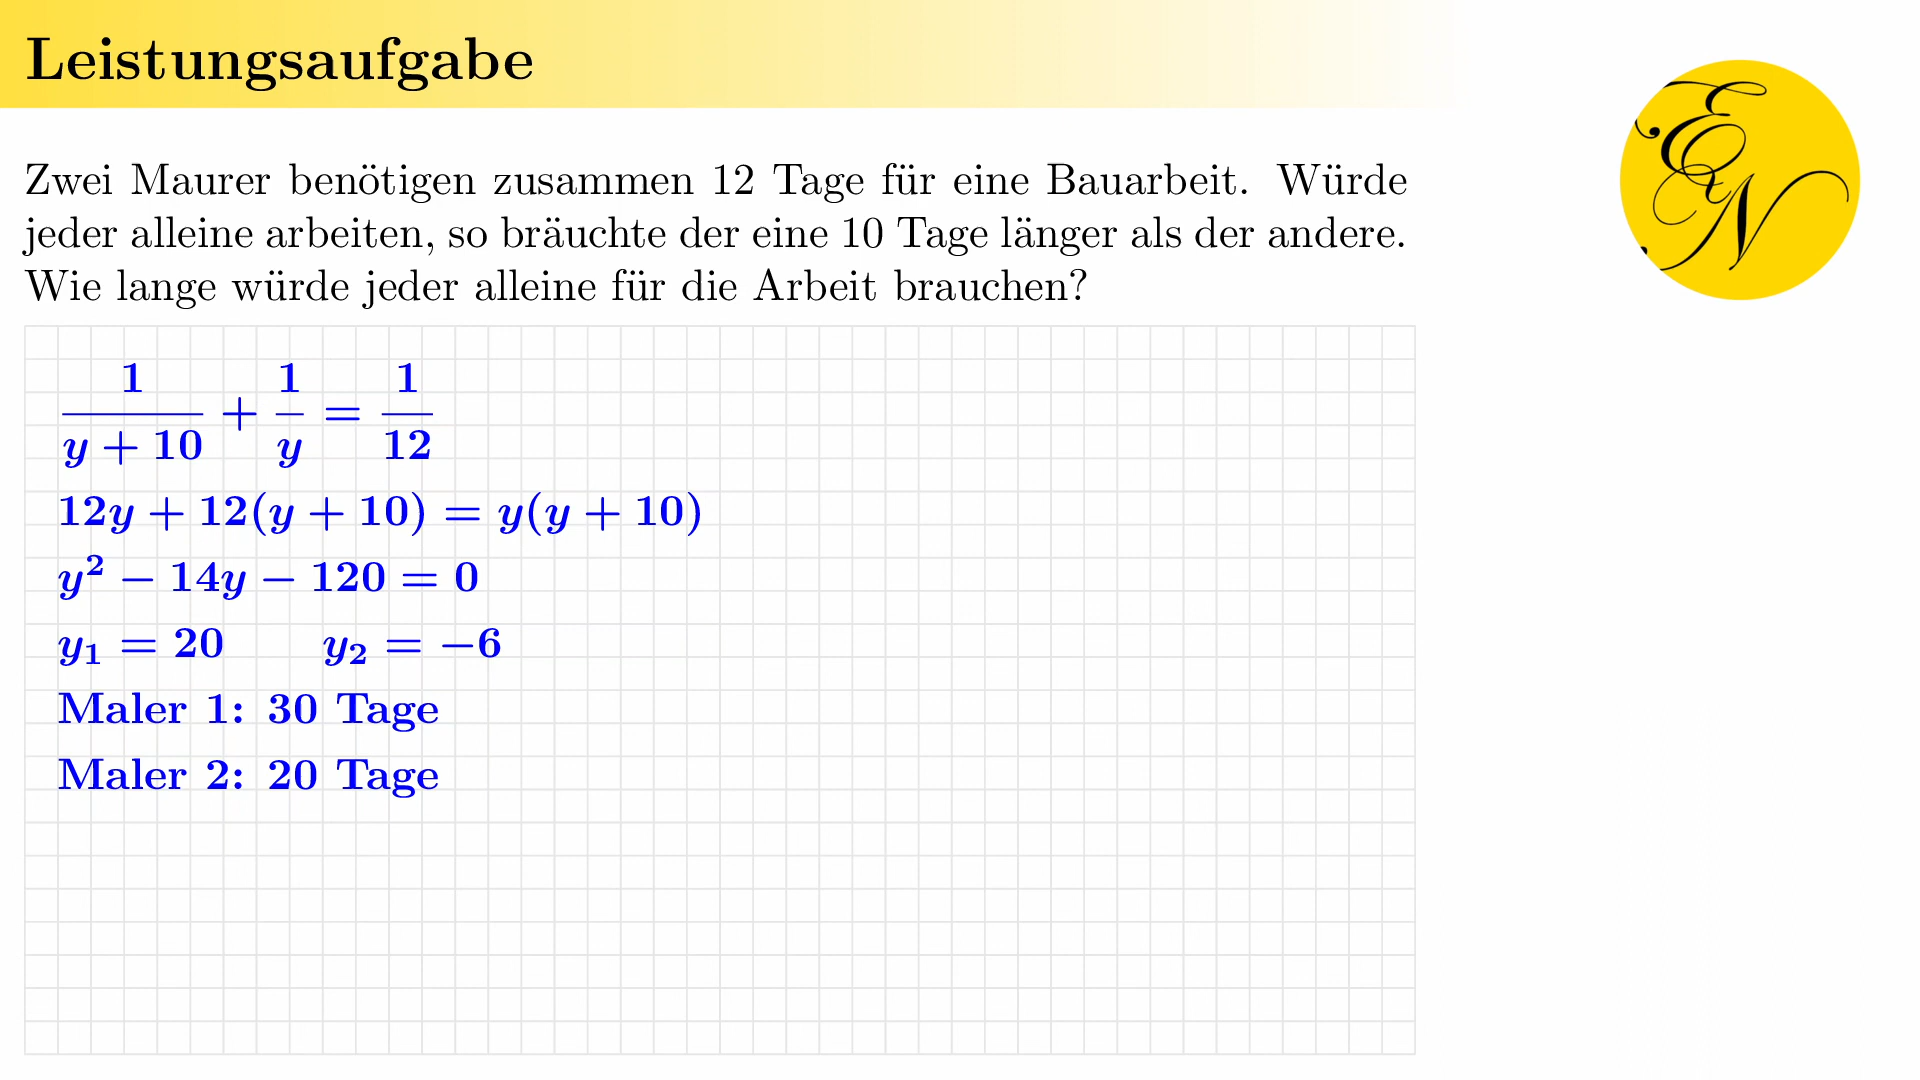 Leistungsaufgabe
Zwei Maurer benötigen zusammen 12 Tage für eine Bauarbeit. Würde
jeder alleine arbeiten, so bräuchte der eine 10 Tage länger als der andere.
Wie lange würde jeder alleine für die Arbeit brauchen?
1/(y + 10) + 1/y = 1/12
12y + 12(y + 10) = y(y + 10)
y² − 14y − 120 = 0
y₁ = 20 y₂ = −6
Maler 1: 30 Tage
Maler 2: 20 Tage